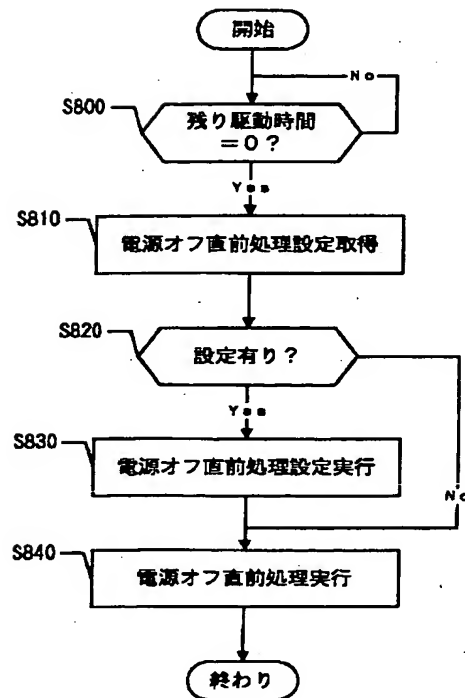 開始
No
S800
残り駆動時間
=0?
Yes
S810
電源オフ直前処理設定取得
S820
設定有り?
Yes
S830
電源オフ直前処理設定実行
No
S840
電源オフ直前処理実行
終わり